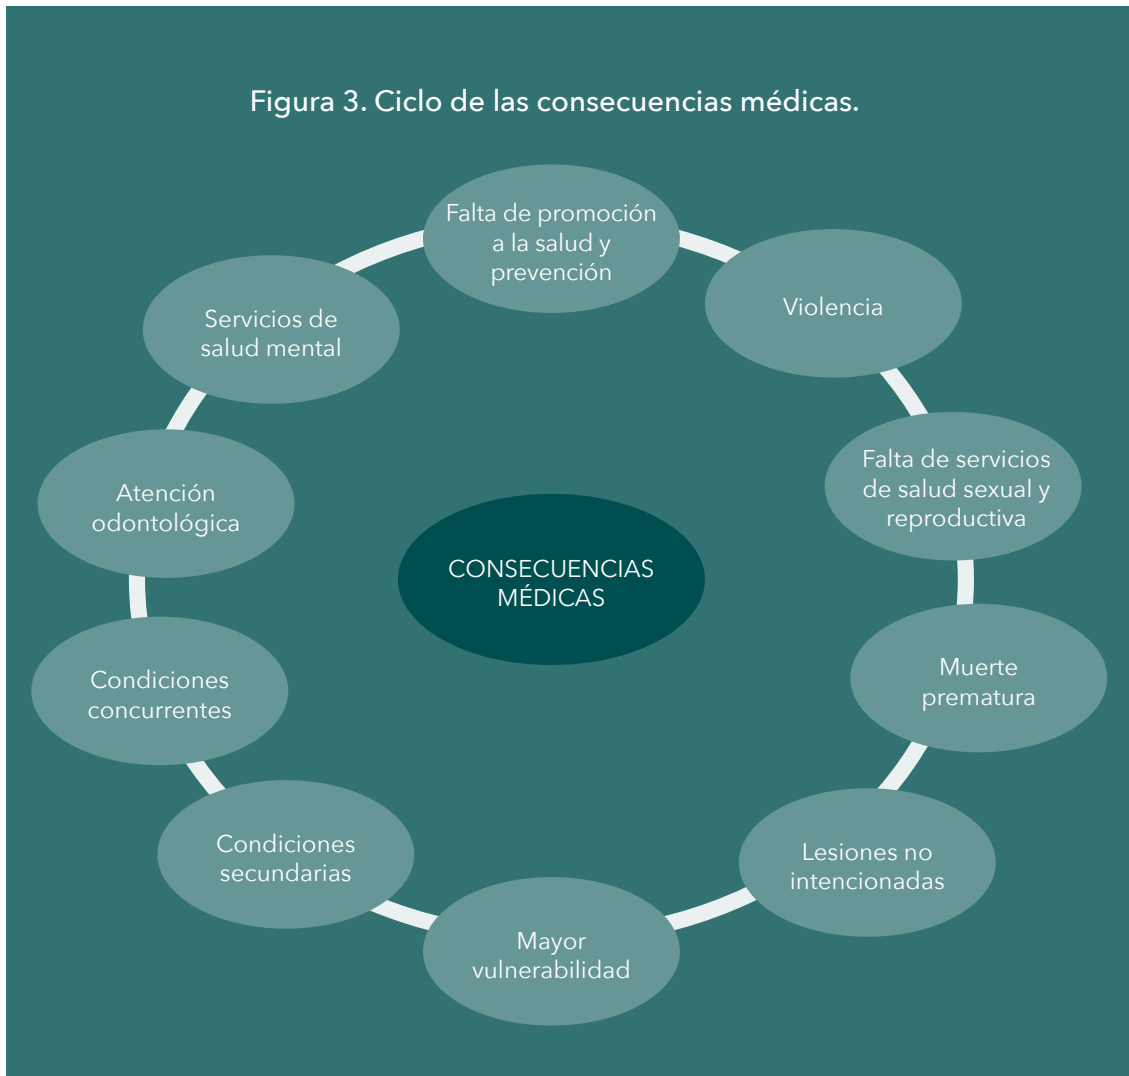 Figura 3. Ciclo de las consecuencias médicas.
Falta de promoción
a la salud y
prevención
Violencia
Falta de servicios
de salud sexual y
reproductiva
Muerte
prematura
Lesiones no
intencionadas
Mayor
vulnerabilidad
Condiciones
secundarias
Condiciones
concurrentes
Atención
odontológica
Servicios de
salud mental
CONSECUENCIAS
MÉDICAS